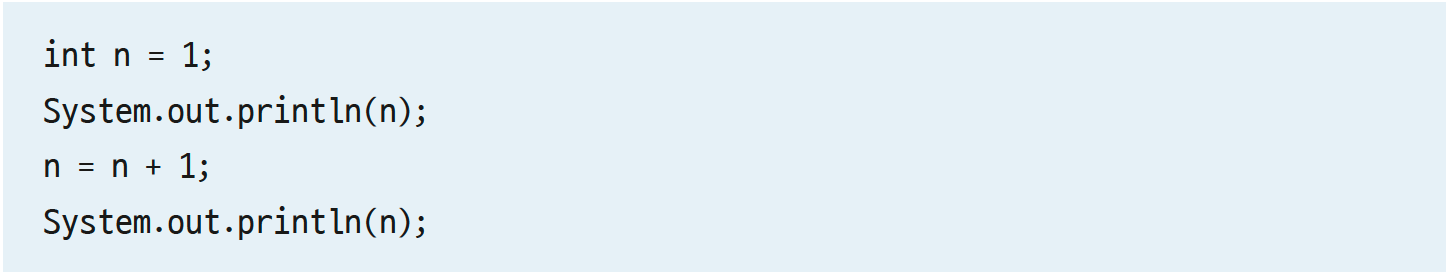 int n = 1;
System.out.println(n);
n = n + 1;
System.out.println(n);